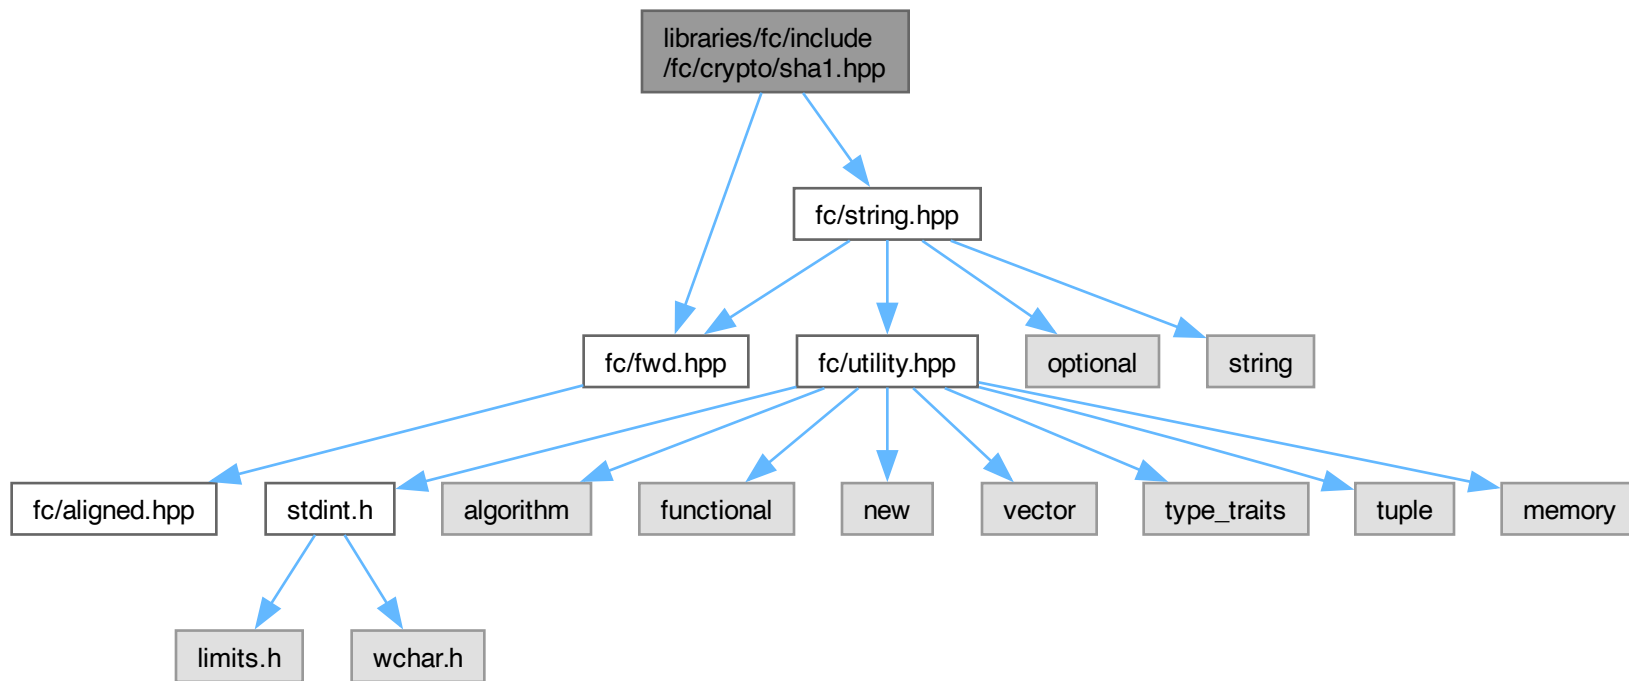 libraries/fc/include
/fc/crypto/sha1.hpp
fc/string.hpp
fc/fwd.hpp
fc/utility.hpp
optional
string
fc/aligned.hpp
stdint.h
algorithm
functional
new
vector
type_traits
tuple
memory
limits.h
wchar.h